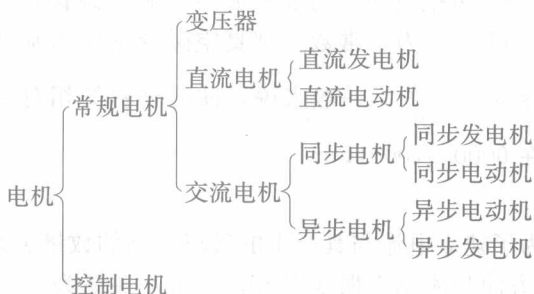 变压器
直流电机
直流发电机
直流电动机
常规电机
交流电机
同步电机
同步发电机
同步电动机
异步电机
异步电动机
异步发电机
电机
控制电机